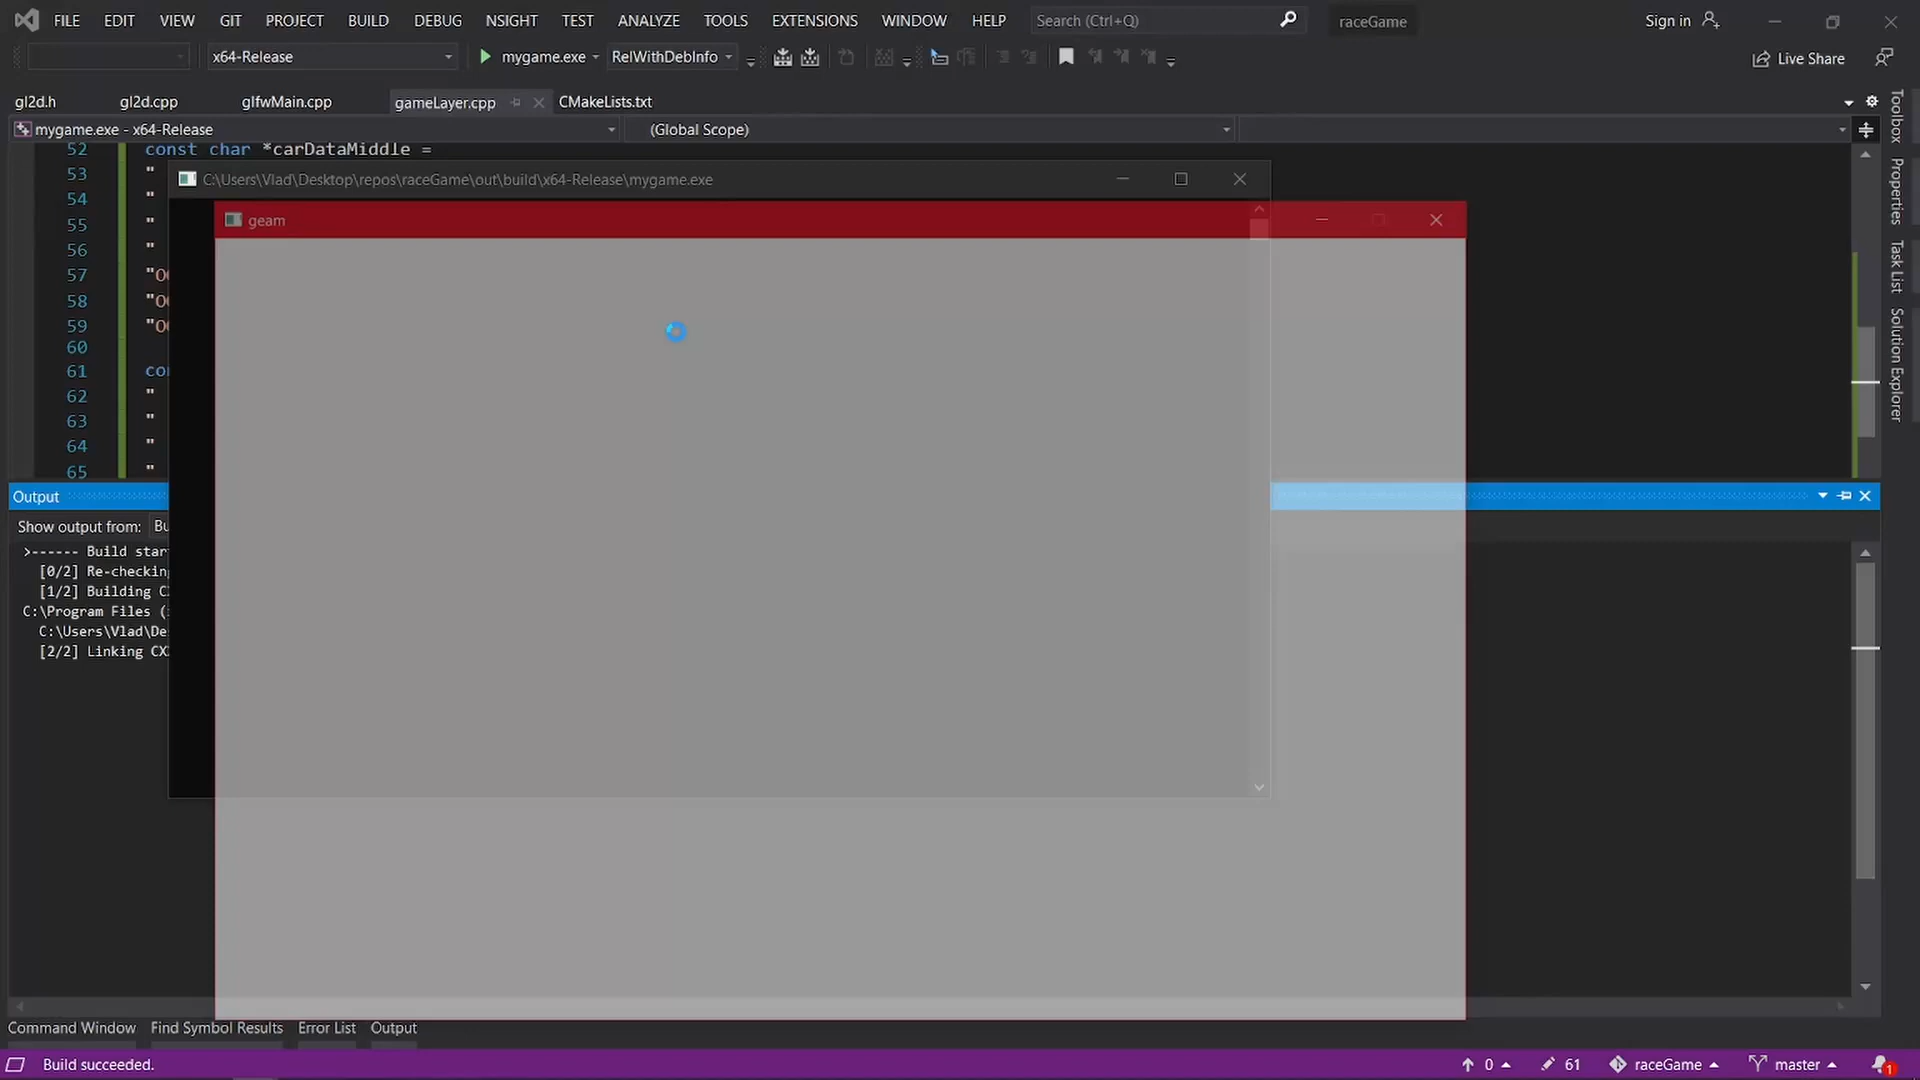 FILE EDIT VIEW GIT PROJECT BUILD DEBUG NSIGHT TEST ANALYZE TOOLS EXTENSIONS WINDOW HELP Search (Ctrl+Q) raceGame Sign in
x64-Release mygame.exe RelWithDebInfo Live Share
gl2d.h gl2d.cpp glfwMain.cpp gameLayer.cpp CMakeLists.txt
mygame.exe - x64-Release (Global Scope)
52 const char *carDataMiddle =
53 "
54 "
55 "
56 "
57 "
58 "
59 "
60
61
62 "
63 "
64 "
65 "
C:\Users\Vlad\Desktop\repos\raceGame\out\build\x64-Release\mygame.exe
geam
Toolbox
Properties
Task List
Solution Explorer
Output
Show output from: Bu
>------ Build star
[0/2] Re-checking
[1/2] Building C
C:\Program Files (
C:\Users\Vlad\De
[2/2] Linking CX
Command Window Find Symbol Results Error List Output
Build succeeded. 0 61 raceGame master 1